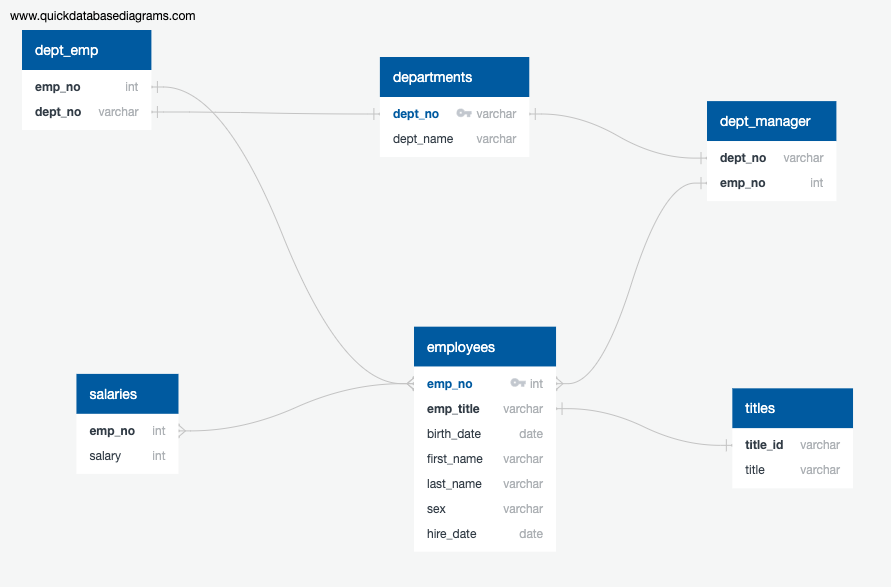 www.quickdatabasediagrams.com
dept_emp
emp_no int
dept_no varchar
departments
dept_no varchar
dept_name varchar
dept_manager
dept_no varchar
emp_no int
employees
emp_no int
emp_title varchar
birth_date date
first_name varchar
last_name varchar
sex varchar
hire_date date
salaries
emp_no int
salary int
titles
title_id varchar
title varchar